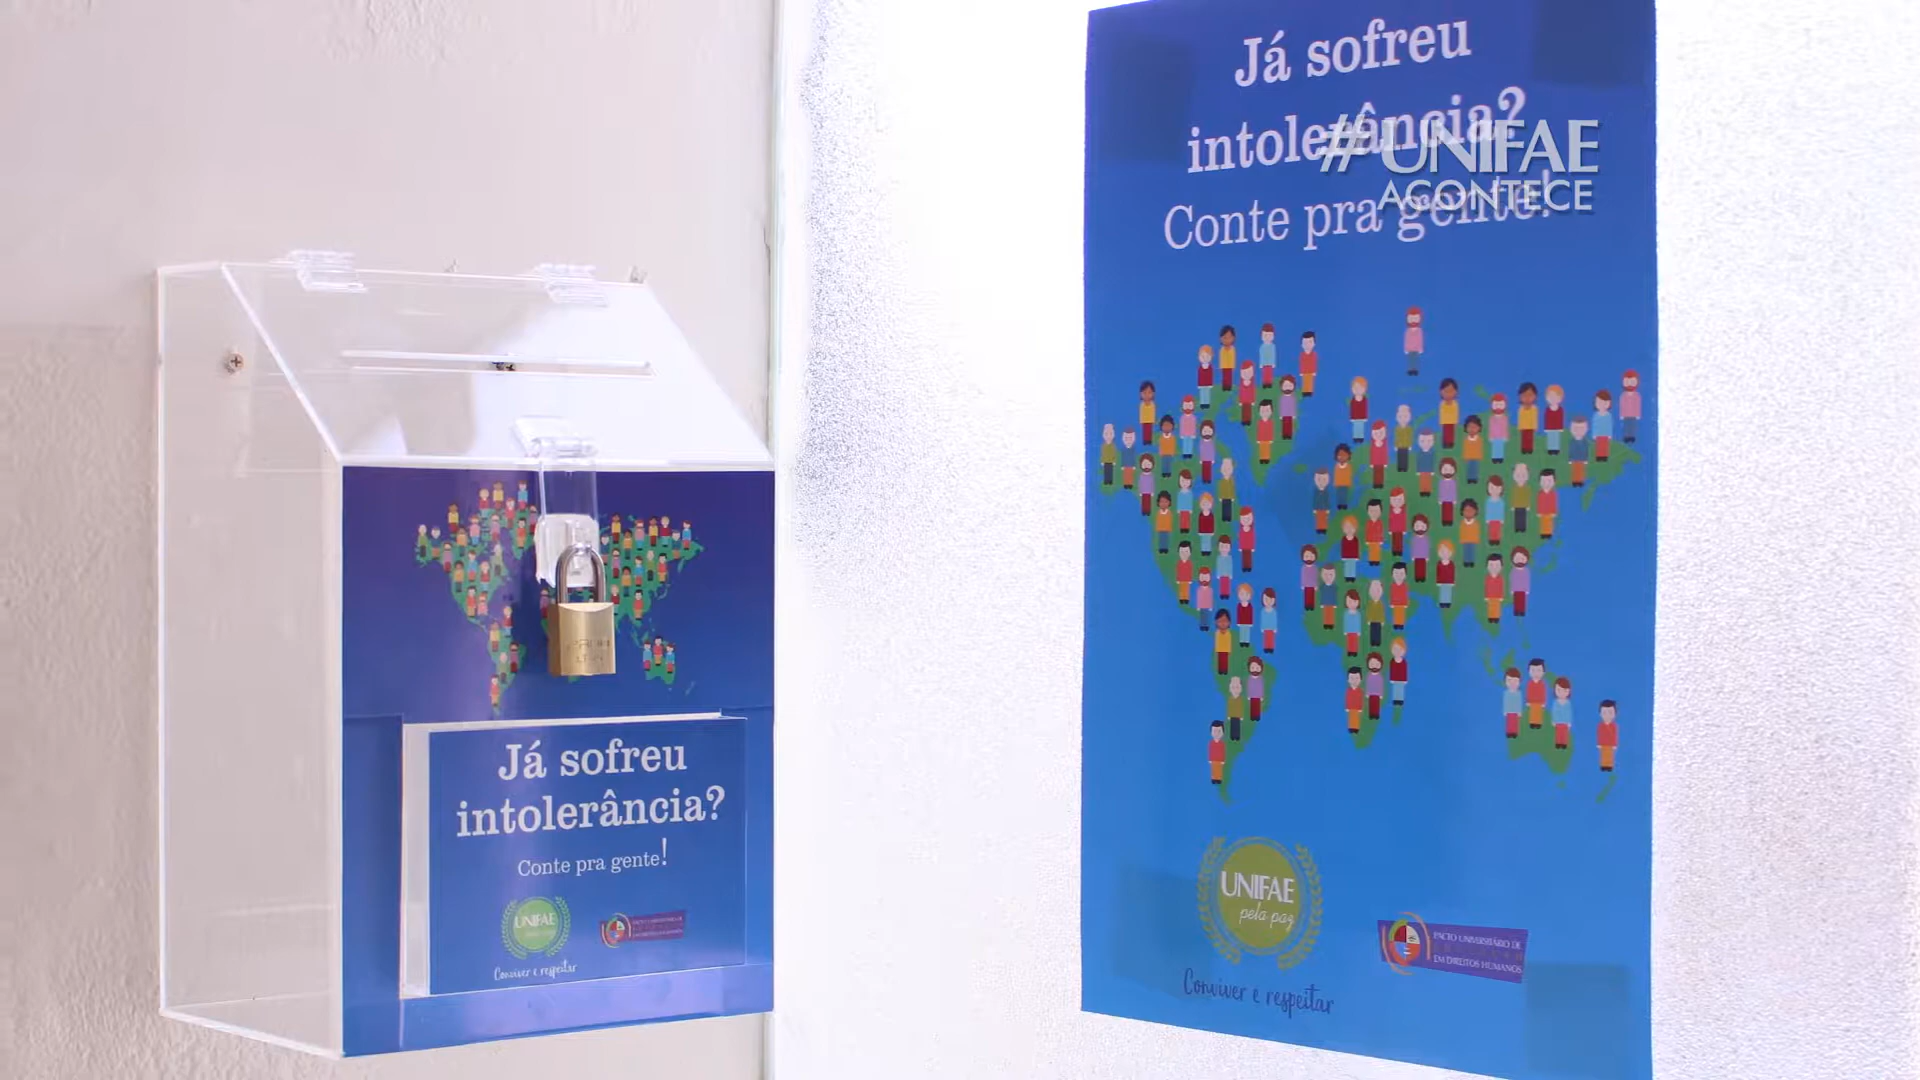 Já sofreu
intolerância?
Conte pra gente!
#UNIFAE
ACONTECE
Já sofreu
intolerância?
Conte pra gente!
UNIFAE
Conviver e respeitar
UNIFAE
pela paz
Conviver e respeitar
PACTO UNIVERSITÁRIO DE
EM DIREITOS HUMANOS